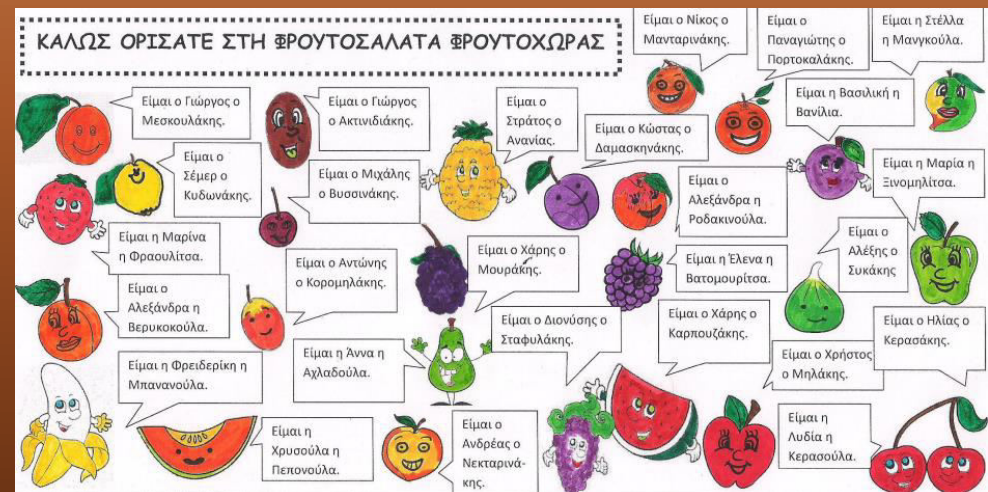 ΚΑΛΩΣ ΟΡΙΣΑΤΕ ΣΤΗ ΦΡΟΥΤΟΣΑΛΑΤΑ ΦΡΟΥΤΟΧΩΡΑΣ
Είμαι ο Νίκος ο
Μανταρινάκης.
Είμαι ο
Παναγιώτης ο
Πορτοκαλάκης.
Είμαι η Στέλλα
η Μανγκούλα.
Είμαι ο Γιώργος ο
Μεσκουλάκης.
Είμαι ο Γιώργος
ο Ακτινιδιάκης.
Είμαι ο
Στράτος ο
Ανανίας.
Είμαι ο Κώστας ο
Δαμασκηνάκης.
Είμαι η Βασιλική η
Βανίλια.
Είμαι ο
Σέμερ ο
Κυδωνάκης.
Είμαι ο Μιχάλης
ο Βυσσινάκης.
Είμαι ο
Αλεξάνδρα η
Ροδακινούλα.
Είμαι η Μαρία η
Ξινομηλίτσα.
Είμαι η Μαρίνα
η Φραουλίτσα.
Είμαι ο Αντώνης
ο Κορομηλάκης.
Είμαι ο Χάρης ο
Μουράκης.
Είμαι η Έλενα η
Βατομουρίτσα.
Είμαι ο
Αλέξης ο
Συκάκης
Είμαι ο
Αλεξάνδρα η
Βερυκοκούλα.
Είμαι η Φρειδερίκη η
Μπανανούλα.
Είμαι η Άννα η
Αχλαδούλα.
Είμαι ο Διονύσης ο
Σταφυλάκης.
Είμαι ο Χάρης ο
Καρπουζάκης.
Είμαι ο Χρήστος
ο Μηλάκης.
Είμαι ο Ηλίας ο
Κερασάκης.
Είμαι η
Χρυσούλα η
Πεπονούλα.
Είμαι ο
Ανδρέας ο
Νεκταρινά-
κης.
Είμαι η
Λυδία η
Κερασούλα.